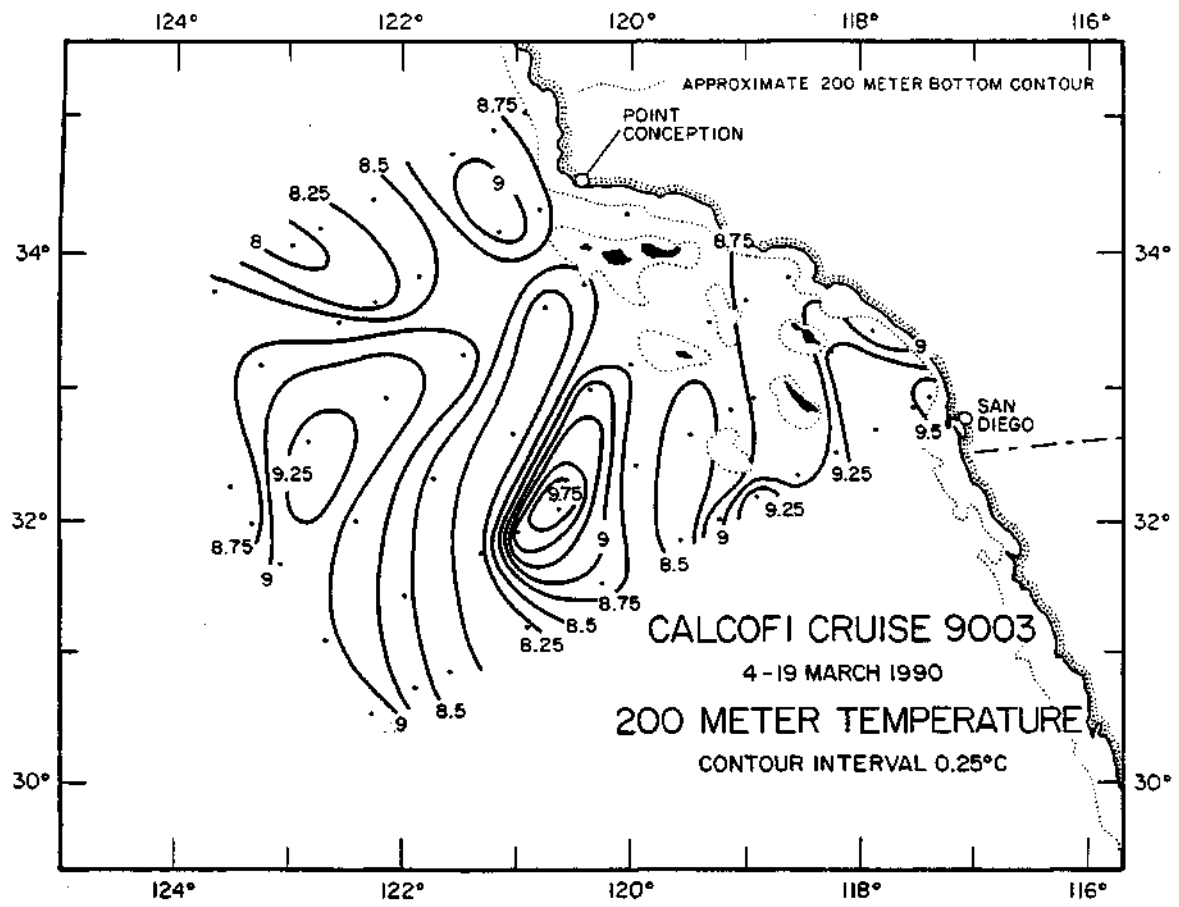 124° 122° 120° 118° 116°
APPROXIMATE 200 METER BOTTOM CONTOUR
8.75
POINT
CONCEPTION
8.5
9
8.25
8
8.75
34° 34°
9
SAN
DIEGO
9.5
9.25
9.25
9.75
9.25
32° 32°
8.75
9
9
8.5
9
8.75
8.5
8.25
CALCOFI CRUISE 9003
4-19 MARCH 1990
9
8.5
200 METER TEMPERATURE
CONTOUR INTERVAL 0.25°C
30° 30°
124° 122° 120° 118° 116°